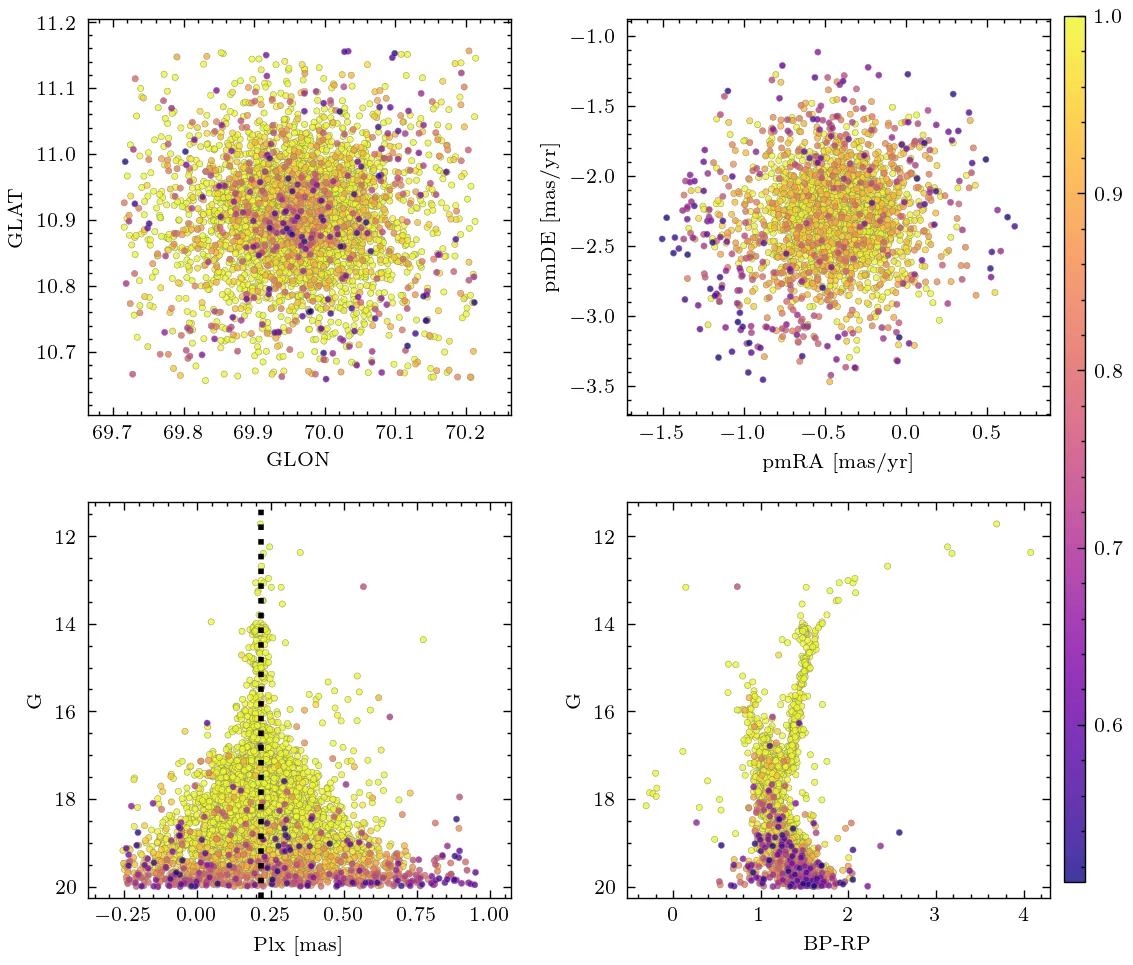 11.2
11.1
11.0
10.9
10.8
10.7
GLAT
69.7 69.8 69.9 70.0 70.1 70.2
GLON
−1.0
−1.5
−2.0
−2.5
−3.0
−3.5
pmDE [mas/yr]
−1.5 −1.0 −0.5 0.0 0.5
pmRA [mas/yr]
1.0
0.9
0.8
0.7
0.6
12
14
16
18
20
G
−0.25 0.00 0.25 0.50 0.75 1.00
Plx [mas]
12
14
16
18
20
G
0 1 2 3 4
BP-RP